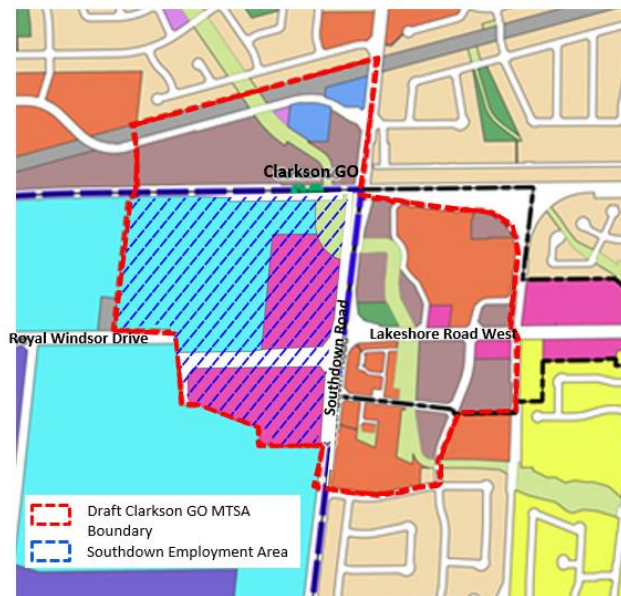 Clarkson GO
Royal Windsor Drive
Southdown Road
Lakeshore Road West
Draft Clarkson GO MTSA
Boundary
Southdown Employment Area